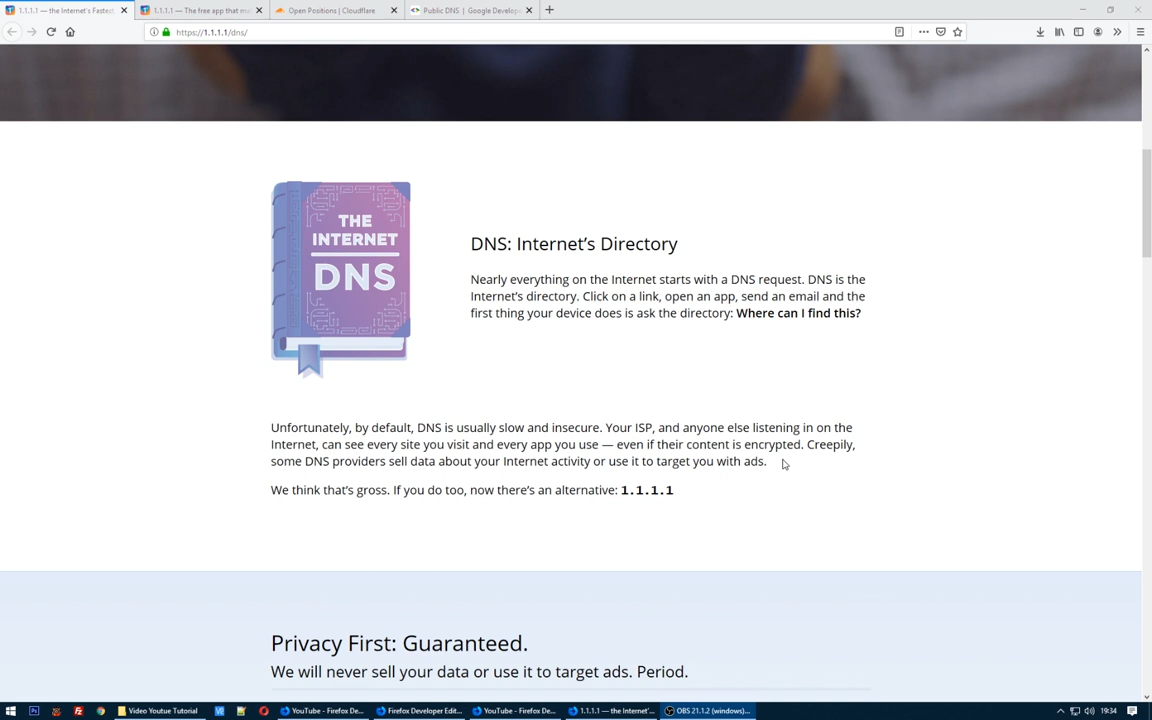 1.1.1.1 — the Internet's Fastest
1.1.1.1 — The free app that ma
Open Positions | Cloudflare
Public DNS | Google Develop
https://1.1.1.1/dns/
THE
INTERNET
DNS
DNS: Internet's Directory
Nearly everything on the Internet starts with a DNS request. DNS is the
Internet's directory. Click on a link, open an app, send an email and the
first thing your device does is ask the directory: Where can I find this?
Unfortunately, by default, DNS is usually slow and insecure. Your ISP, and anyone else listening in on the
Internet, can see every site you visit and every app you use — even if their content is encrypted. Creepily,
some DNS providers sell data about your Internet activity or use it to target you with ads.
We think that's gross. If you do too, now there's an alternative: 1.1.1.1
Privacy First: Guaranteed.
We will never sell your data or use it to target ads. Period.
Video Youtue Tutorial
YouTube - Firefox De...
Firefox Developer Edit...
YouTube - Firefox De...
1.1.1.1 — the Internet'...
OBS 21.1.2 (windows)...
19:34